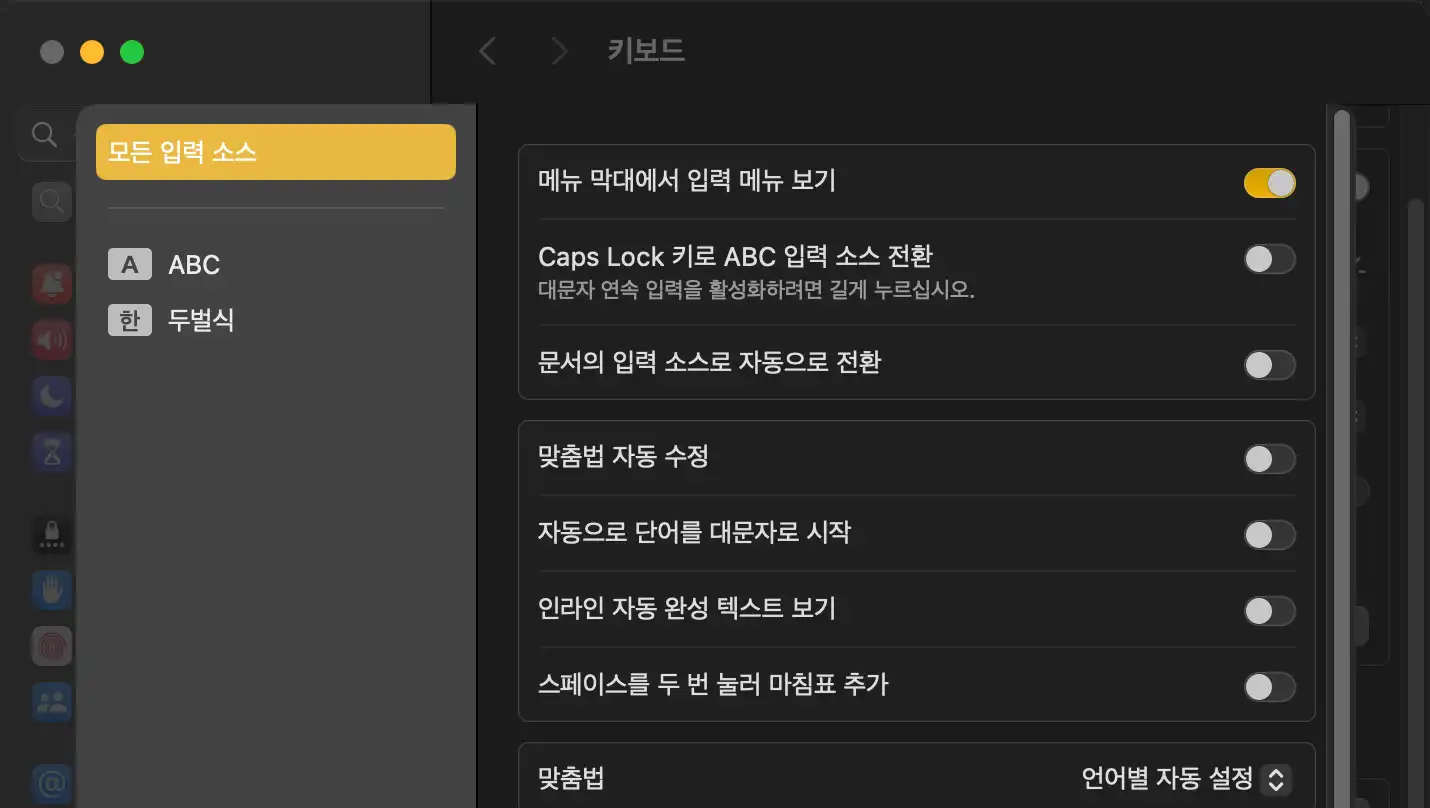 키보드
모든 입력 소스
A ABC
한 두벌식
메뉴 막대에서 입력 메뉴 보기
Caps Lock 키로 ABC 입력 소스 전환
대문자 연속 입력을 활성화하려면 길게 누르십시오.
문서의 입력 소스로 자동으로 전환
맞춤법 자동 수정
자동으로 단어를 대문자로 시작
인라인 자동 완성 텍스트 보기
스페이스를 두 번 눌러 마침표 추가
맞춤법 언어별 자동 설정